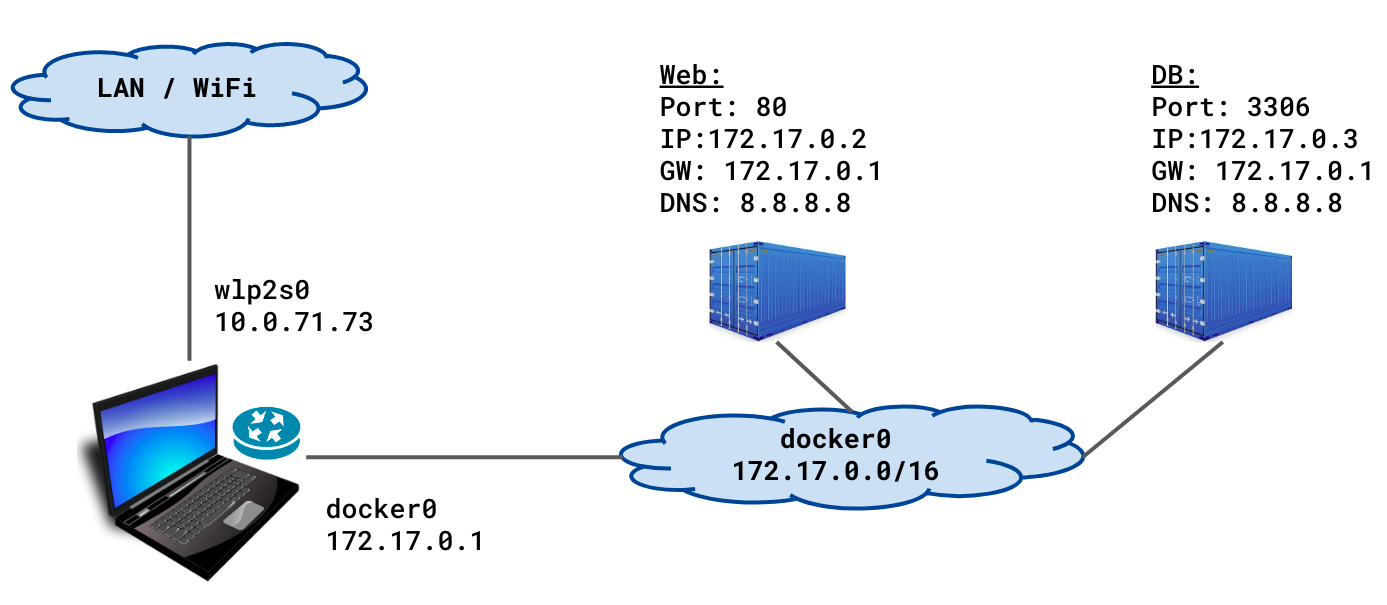 LAN / WiFi
wlp2s0
10.0.71.73
docker0
172.17.0.1
Web:
Port: 80
IP:172.17.0.2
GW: 172.17.0.1
DNS: 8.8.8.8
DB:
Port: 3306
IP:172.17.0.3
GW: 172.17.0.1
DNS: 8.8.8.8
docker0
172.17.0.0/16